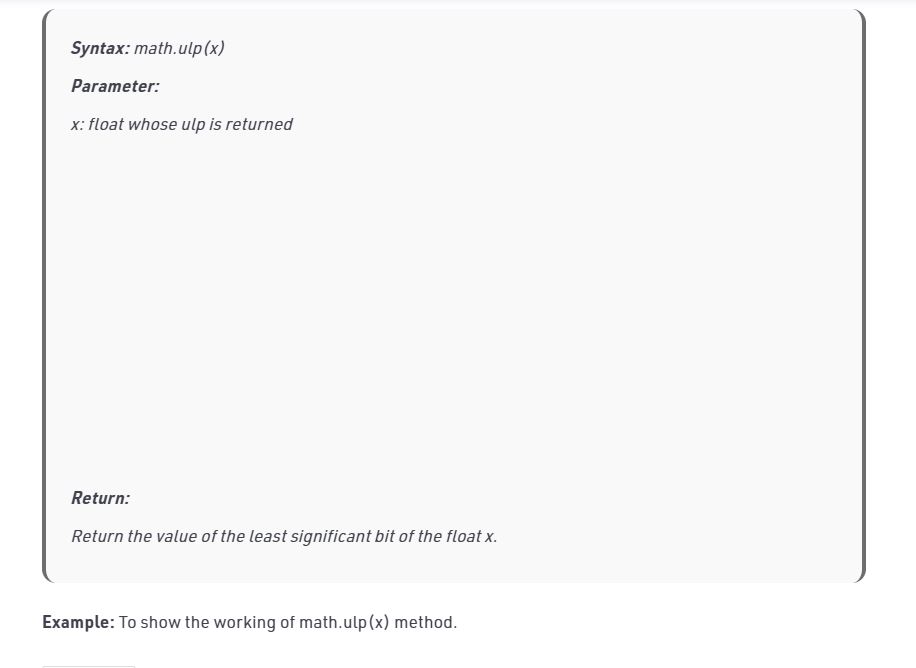 Syntax: math.ulp(x)
Parameter:
x: float whose ulp is returned
Return:
Return the value of the least significant bit of the float x.
Example: To show the working of math.ulp(x) method.